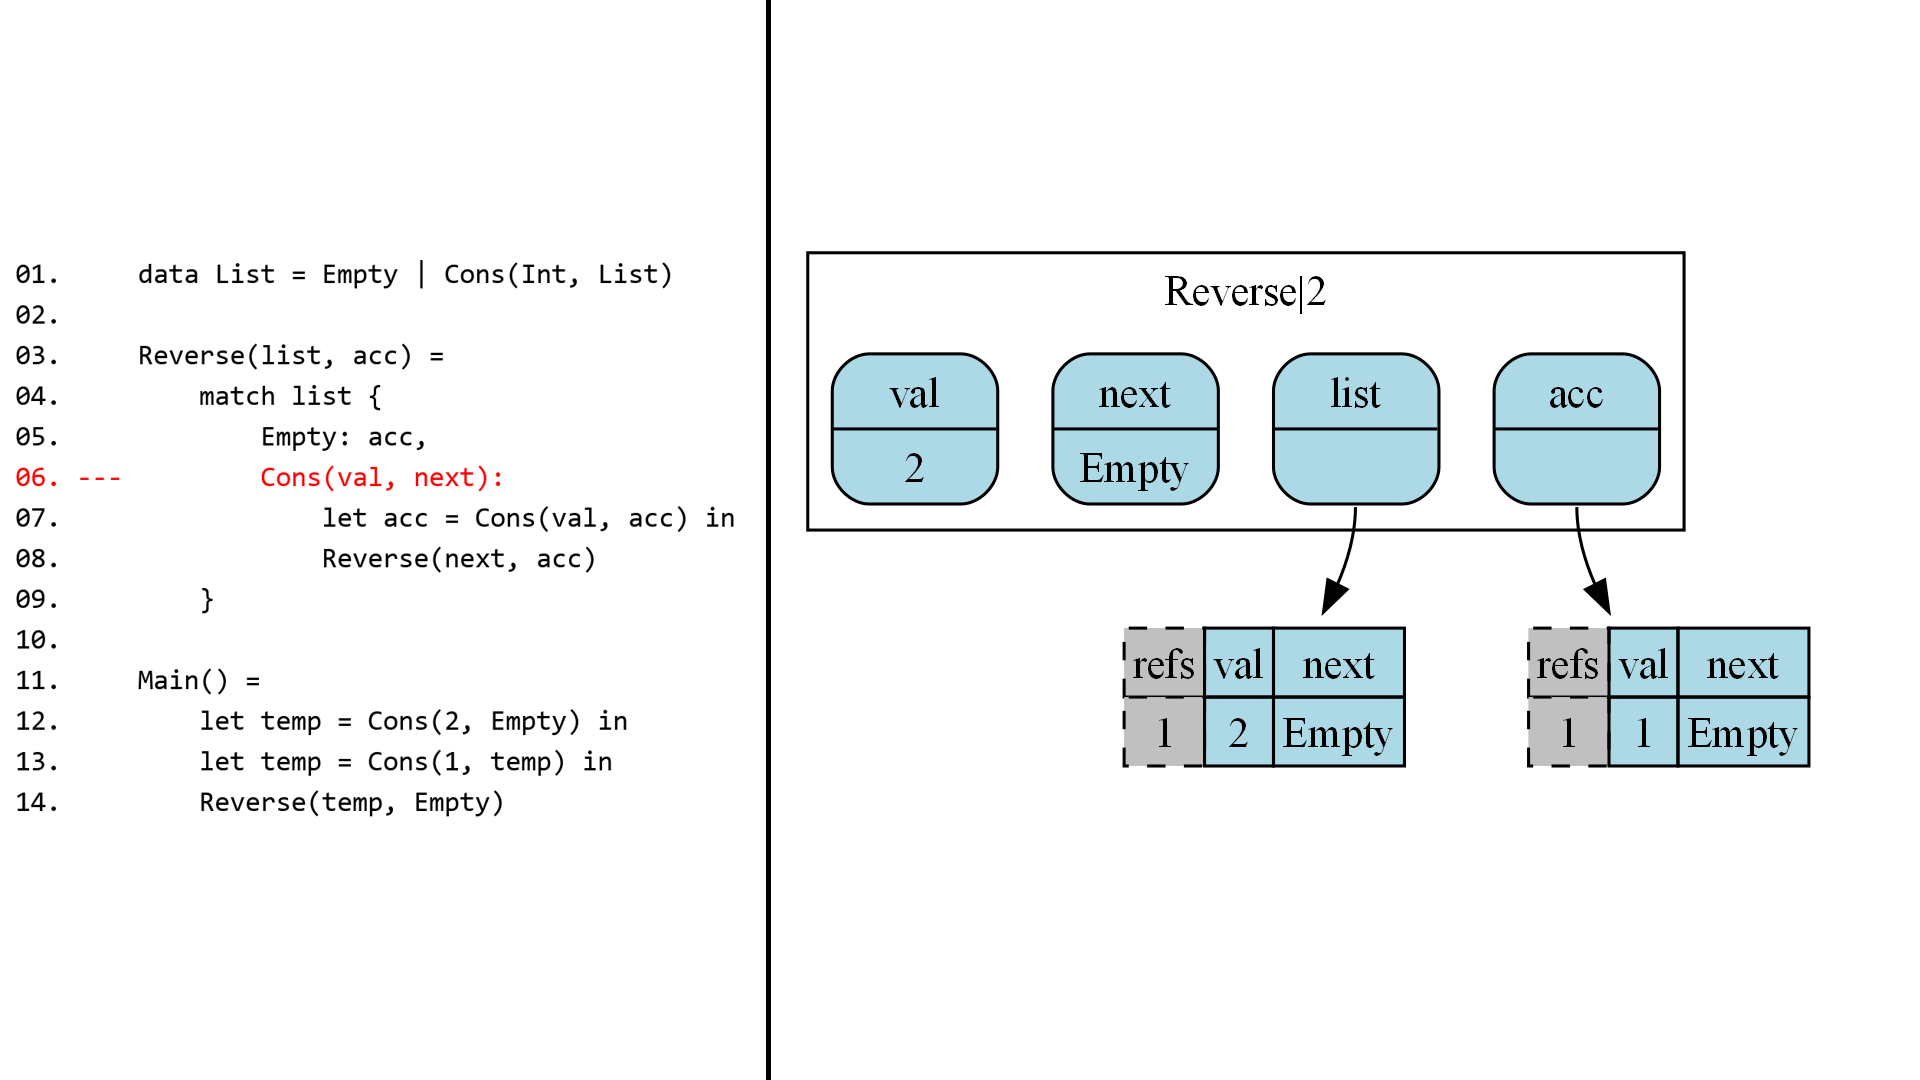 01.     data List = Empty | Cons(Int, List)
02.
03.     Reverse(list, acc) =
04.         match list {
05.             Empty: acc,
06. ---         Cons(val, next):
07.                 let acc = Cons(val, acc) in
08.                 Reverse(next, acc)
09.         }
10.
11.     Main() =
12.         let temp = Cons(2, Empty) in
13.         let temp = Cons(1, temp) in
14.         Reverse(temp, Empty)
Reverse|2
val next list acc
2 Empty
refs val next
1 2 Empty
refs val next
1 1 Empty